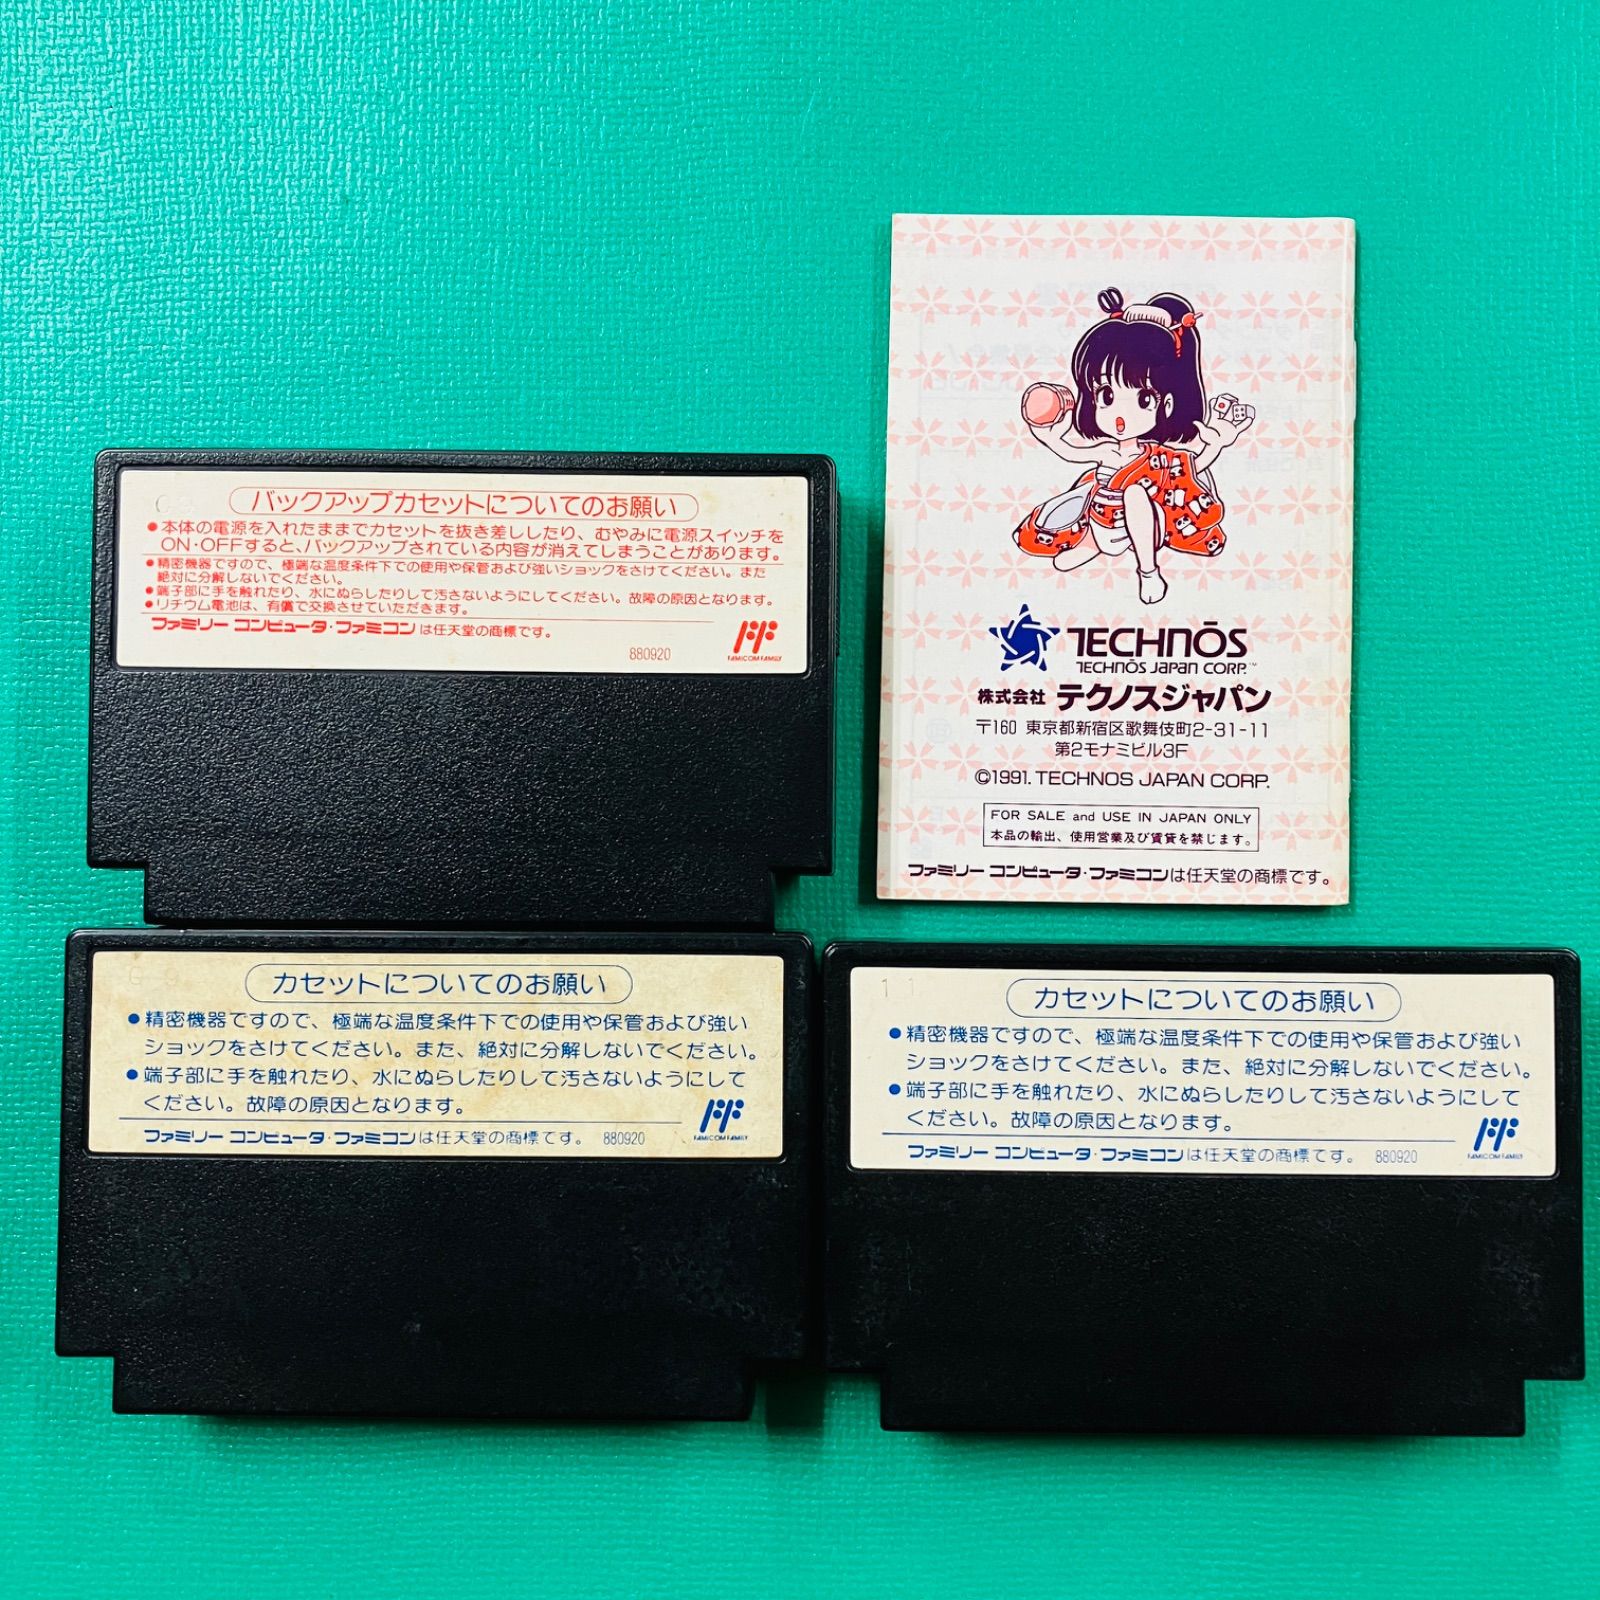 バックアップカセットについてのお願い
●本体の電源を入れたままでカセットを抜き差ししたり、むやみに電源スイッチを
ON・OFFすると、バックアップされている内容が消えてしまうことがあります。
●精密機器ですので、極端な温度条件下での使用や保管および強いショックをさけてください。また
絶対に分解しないでください。
●端子部に手を触れたり、水にぬらしたりして汚さないようにしてください。故障の原因となります。
●リチウム電池は、有償で交換させていただきます。
ファミリー コンピュータ・ファミコンは任天堂の商標です。
880920
FAMICOM FAMILY
TECHNŌS
TECHNŌS JAPAN CORP.™
株式会社 テクノスジャパン
〒160 東京都新宿区歌舞伎町2-31-11
第2モナミビル3F
©1991. TECHNOS JAPAN CORP.
FOR SALE and USE IN JAPAN ONLY
本品の輸出、使用営業及び賃貸を禁じます。
ファミリー コンピュータ・ファミコンは任天堂の商標です。
カセットについてのお願い
●精密機器ですので、極端な温度条件下での使用や保管および強い
ショックをさけてください。また、絶対に分解しないでください。
●端子部に手を触れたり、水にぬらしたりして汚さないようにして
ください。故障の原因となります。
FAMICOM FAMILY
ファミリー コンピュータ・ファミコンは任天堂の商標です。 880920
11
カセットについてのお願い
●精密機器ですので、極端な温度条件下での使用や保管および強い
ショックをさけてください。また、絶対に分解しないでください。
●端子部に手を触れたり、水にぬらしたりして汚さないようにして
ください。故障の原因となります。
FAMICOM FAMILY
ファミリー コンピュータ・ファミコンは任天堂の商標です。 880920